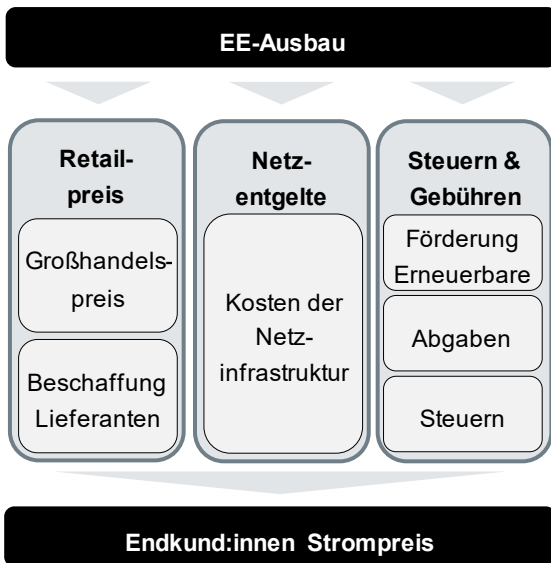 EE-Ausbau
Retail-
preis
Großhandels-
preis
Beschaffung
Lieferanten
Netz-
entgelte
Kosten der
Netz-
infrastruktur
Steuern &
Gebühren
Förderung
Erneuerbare
Abgaben
Steuern
Endkund:innen Strompreis